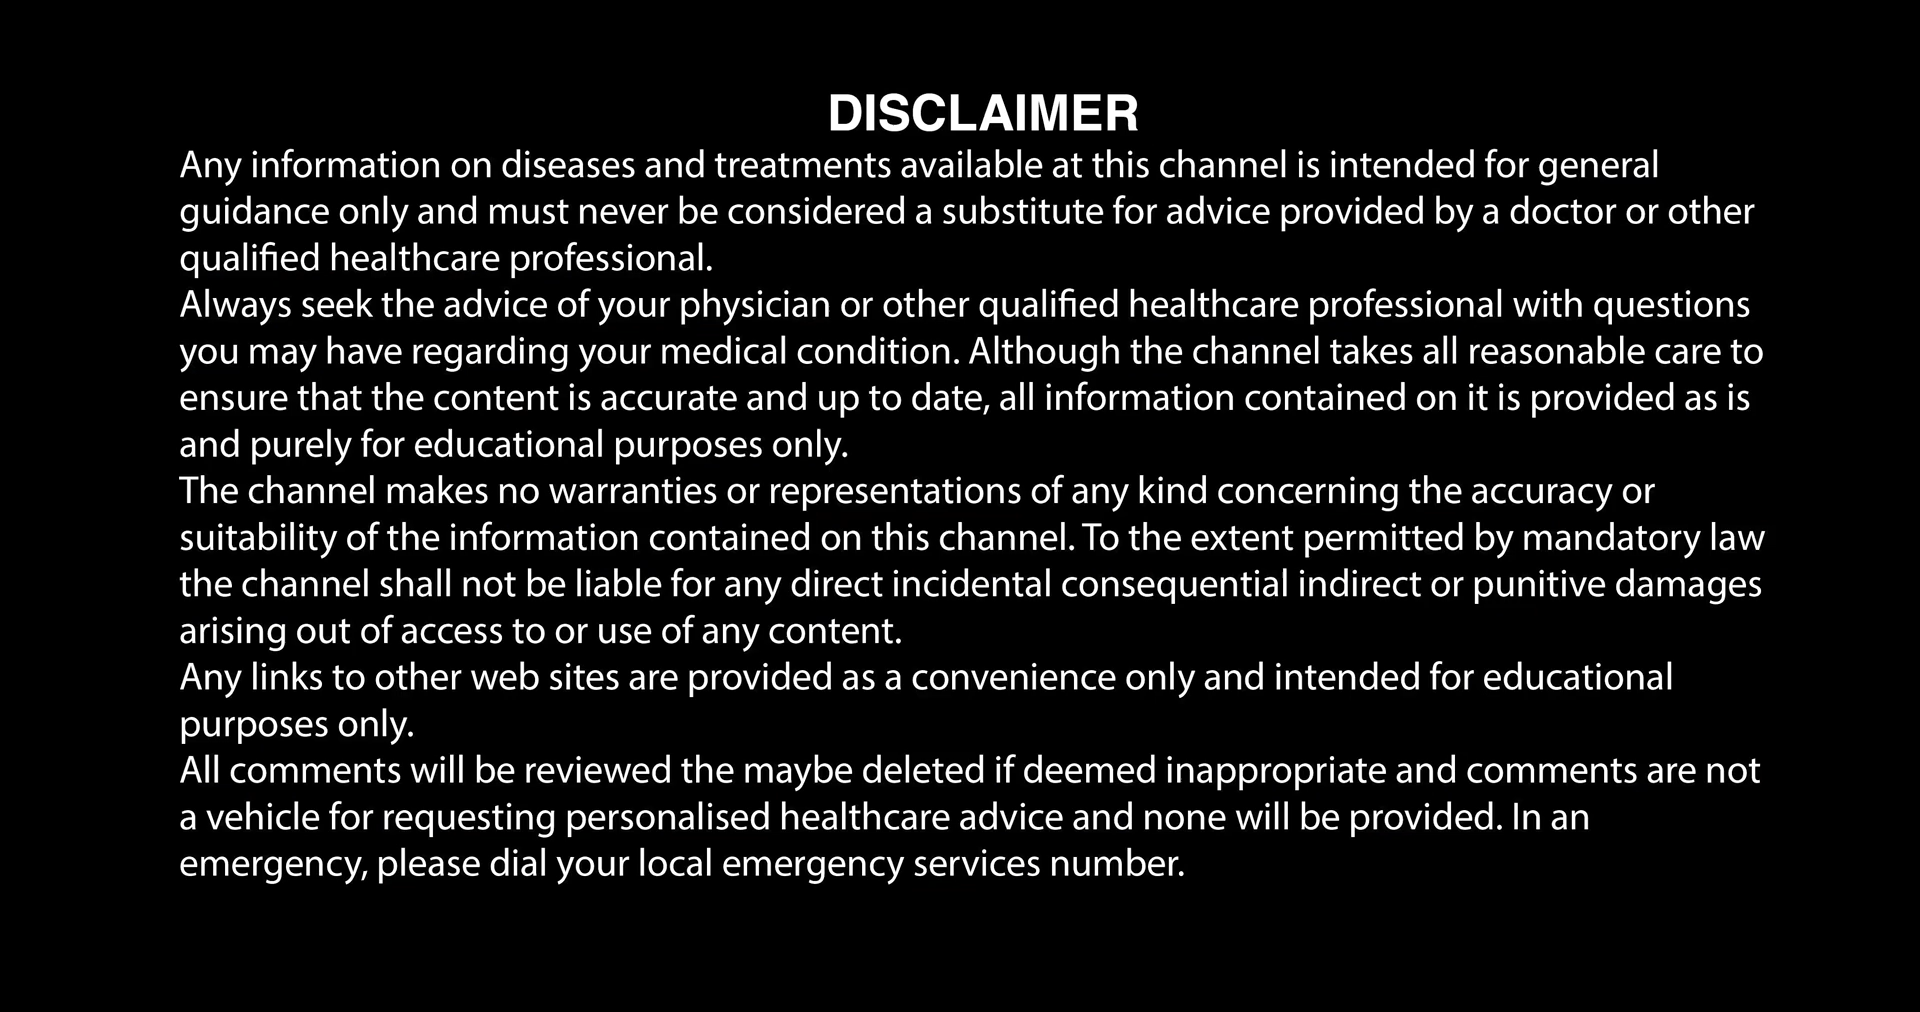 DISCLAIMER
Any information on diseases and treatments available at this channel is intended for general
guidance only and must never be considered a substitute for advice provided by a doctor or other
qualified healthcare professional.
Always seek the advice of your physician or other qualified healthcare professional with questions
you may have regarding your medical condition. Although the channel takes all reasonable care to
ensure that the content is accurate and up to date, all information contained on it is provided as is
and purely for educational purposes only.
The channel makes no warranties or representations of any kind concerning the accuracy or
suitability of the information contained on this channel. To the extent permitted by mandatory law
the channel shall not be liable for any direct incidental consequential indirect or punitive damages
arising out of access to or use of any content.
Any links to other web sites are provided as a convenience only and intended for educational
purposes only.
All comments will be reviewed the maybe deleted if deemed inappropriate and comments are not
a vehicle for requesting personalised healthcare advice and none will be provided. In an
emergency, please dial your local emergency services number.